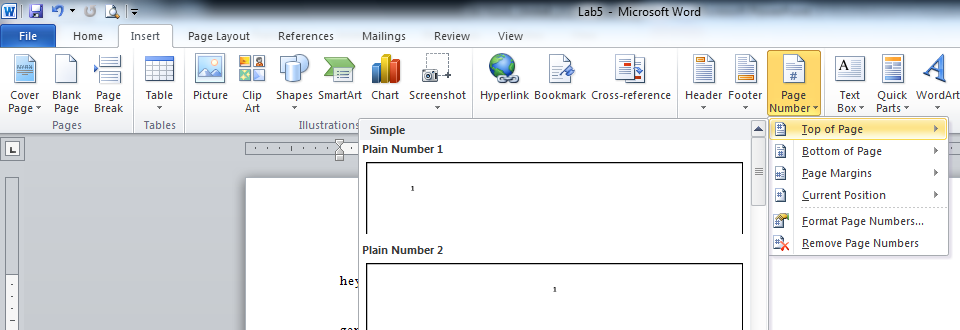 Lab5 - Microsoft Word
File Home Insert Page Layout References Mailings Review View
Cover Page Blank Page Page Break Table Picture Clip Art Shapes SmartArt Chart Screenshot Hyperlink Bookmark Cross-reference Header Footer Page Number Text Box Quick Parts WordArt
Pages Tables Illustrations
Simple
Plain Number 1
1
Plain Number 2
1
Top of Page
Bottom of Page
Page Margins
Current Position
Format Page Numbers...
Remove Page Numbers
hey